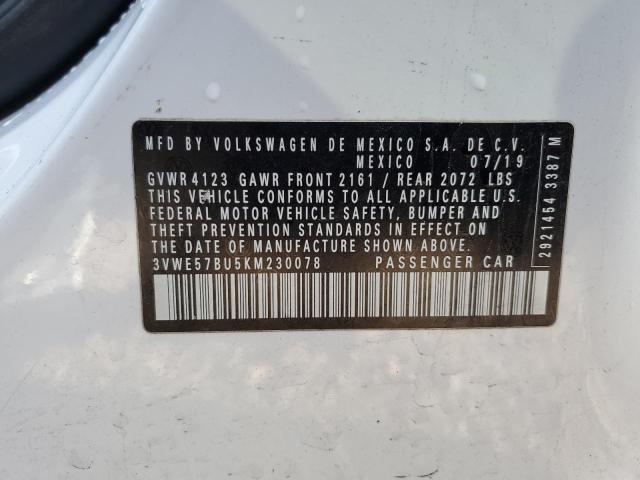 MFD BY VOLKSWAGEN DE MEXICO S.A. DE C.V.
MEXICO 07/19
GVWR 4123 GAWR FRONT 2161 / REAR 2072 LBS
THIS VEHICLE CONFORMS TO ALL APPLICABLE U.S.
FEDERAL MOTOR VEHICLE SAFETY, BUMPER AND
THEFT PREVENTION STANDARDS IN EFFECT ON
THE DATE OF MANUFACTURE SHOWN ABOVE.
3VWE57BU5KM230078 PASSENGER CAR
2921454 3387 M